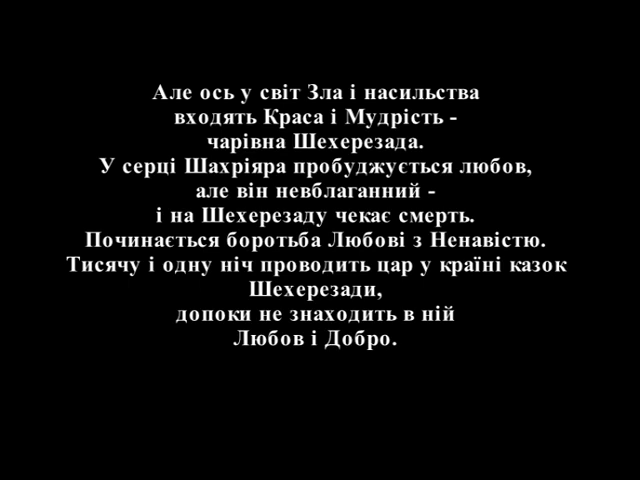 Але ось у світ Зла і насильства
входять Краса і Мудрість -
чарівна Шехерезада.
У серці Шахріяра пробуджується любов,
але він невблаганний -
і на Шехерезаду чекає смерть.
Починається боротьба Любові з Ненавістю.
Тисячу і одну ніч проводить цар у країні казок
Шехерезади,
допоки не знаходить в ній
Любов і Добро.